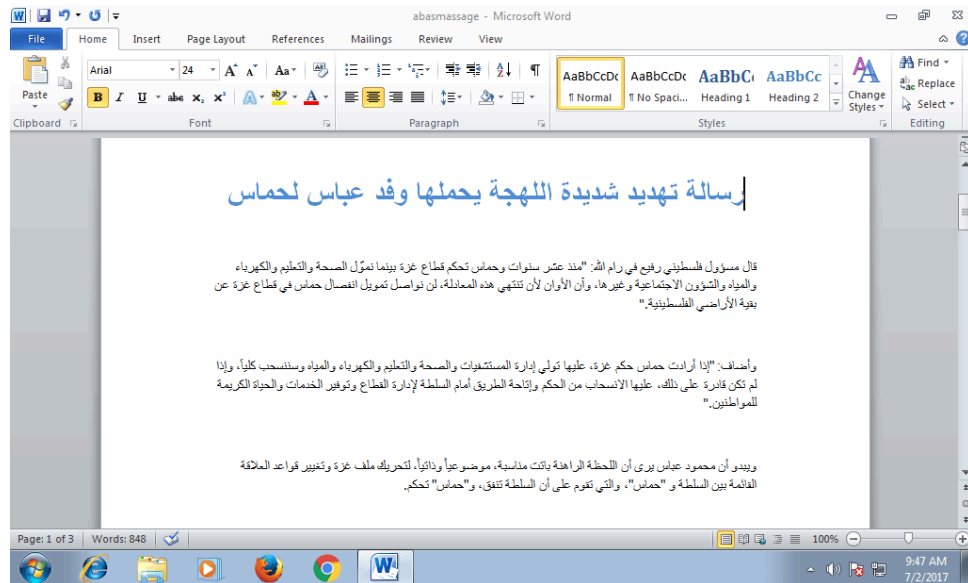 abasmassage - Microsoft Word
File Home Insert Page Layout References Mailings Review View
Paste
Arial 24
AaBbCcDc AaBbCcDc AaBbC AaBbCc
¶ Normal ¶ No Spaci... Heading 1 Heading 2
Change Styles
Find
Replace
Select
Clipboard Font Paragraph Styles Editing
رسالة تهديد شديدة اللهجة يحملها وفد عباس لحماس
قال مسؤول فلسطيني رفيع في رام الله: "منذ عشر سنوات وحماس تحكم قطاع غزة بينما نموّل الصحة والتعليم والكهرباء
والمياه والشؤون الاجتماعية وغيرها، وآن الأوان لأن تنتهي هذه المعادلة، لن نواصل تمويل انفصال حماس في قطاع غزة عن
بقية الأراضي الفلسطينية."
وأضاف: "إذا أرادت حماس حكم غزة، عليها تولي إدارة المستشفيات والصحة والتعليم والكهرباء والمياه وسننسحب كلياً، وإذا
لم تكن قادرة على ذلك، عليها الانسحاب من الحكم وإتاحة الطريق أمام السلطة لإدارة القطاع وتوفير الخدمات والحياة الكريمة
للمواطنين."
ويبدو أن محمود عباس يرى أن اللحظة الراهنة باتت مناسبة، موضوعياً وذاتياً، لتحريك ملف غزة وتغيير قواعد العلاقة
القائمة بين السلطة و "حماس"، والتي تقوم على أن السلطة تنفق، و"حماس" تحكم.
Page: 1 of 3 Words: 848 100%
9:47 AM
7/2/2017